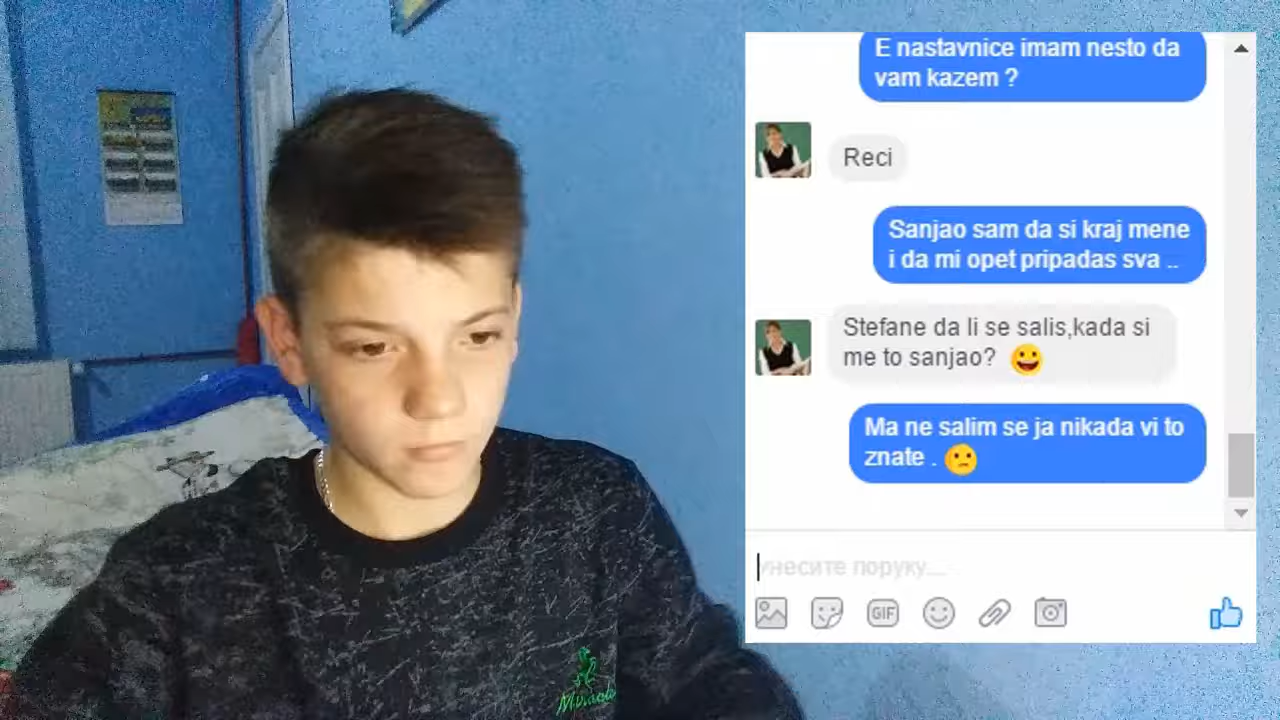 E nastavnice imam nesto da
vam kazem ?
Reci
Sanjao sam da si kraj mene
i da mi opet pripadas sva ..
Stefane da li se salis,kada si
me to sanjao?
Ma ne salim se ja nikada vi to
znate .
унесите поруку...
GIF